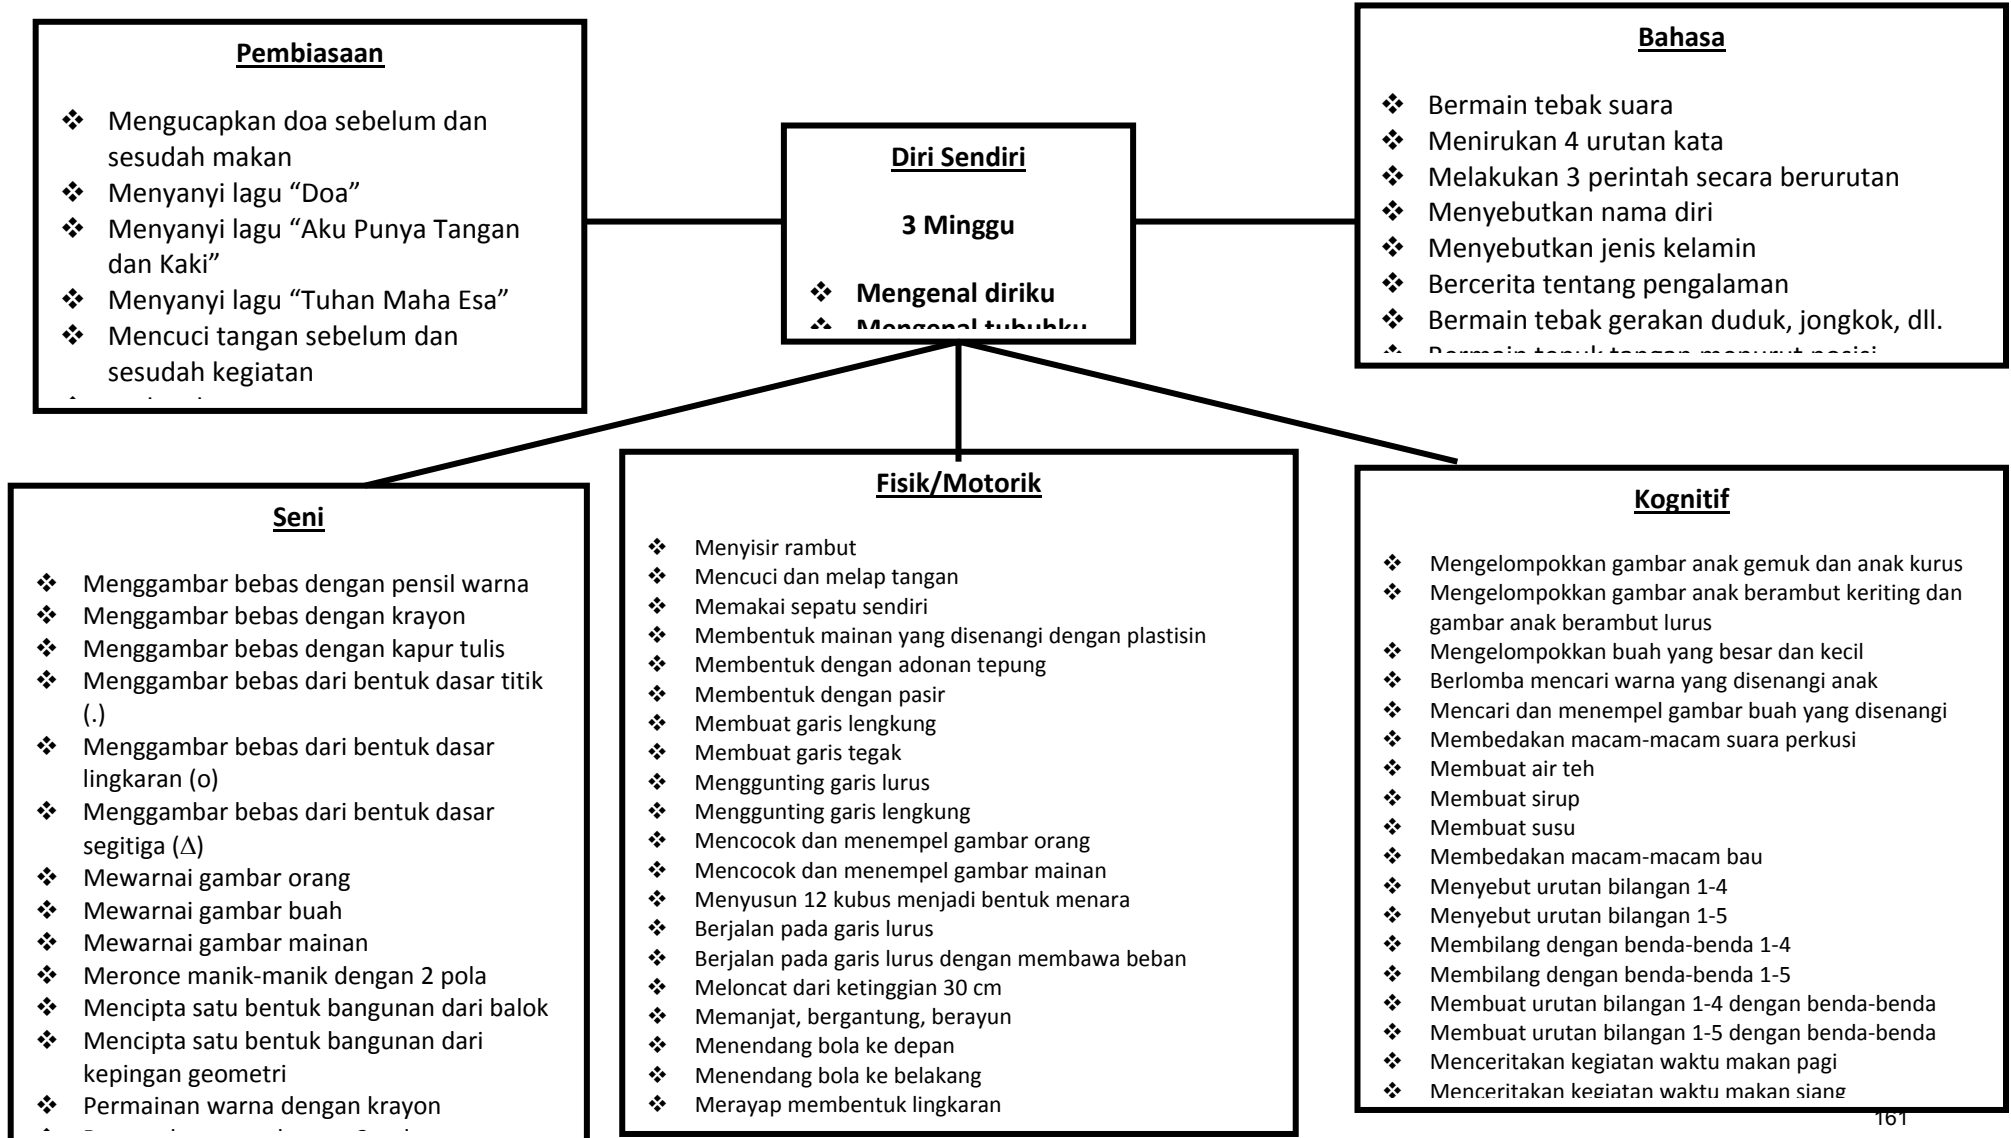 Pembiasaan
❖ Mengucapkan doa sebelum dan
sesudah makan
❖ Menyanyi lagu “Doa”
❖ Menyanyi lagu “Aku Punya Tangan
dan Kaki”
❖ Menyanyi lagu “Tuhan Maha Esa”
❖ Mencuci tangan sebelum dan
sesudah kegiatan
Diri Sendiri
3 Minggu
❖ Mengenal diriku
❖ Mengenal tubuhku
Bahasa
❖ Bermain tebak suara
❖ Menirukan 4 urutan kata
❖ Melakukan 3 perintah secara berurutan
❖ Menyebutkan nama diri
❖ Menyebutkan jenis kelamin
❖ Bercerita tentang pengalaman
❖ Bermain tebak gerakan duduk, jongkok, dll.
❖ Bermain tepuk tangan menurut posisi
Seni
❖ Menggambar bebas dengan pensil warna
❖ Menggambar bebas dengan krayon
❖ Menggambar bebas dengan kapur tulis
❖ Menggambar bebas dari bentuk dasar titik
(.)
❖ Menggambar bebas dari bentuk dasar
lingkaran (o)
❖ Menggambar bebas dari bentuk dasar
segitiga (∆)
❖ Mewarnai gambar orang
❖ Mewarnai gambar buah
❖ Mewarnai gambar mainan
❖ Meronce manik-manik dengan 2 pola
❖ Mencipta satu bentuk bangunan dari balok
❖ Mencipta satu bentuk bangunan dari
kepingan geometri
❖ Permainan warna dengan krayon
Fisik/Motorik
❖ Menyisir rambut
❖ Mencuci dan melap tangan
❖ Memakai sepatu sendiri
❖ Membentuk mainan yang disenangi dengan plastisin
❖ Membentuk dengan adonan tepung
❖ Membentuk dengan pasir
❖ Membuat garis lengkung
❖ Membuat garis tegak
❖ Menggunting garis lurus
❖ Menggunting garis lengkung
❖ Mencocok dan menempel gambar orang
❖ Mencocok dan menempel gambar mainan
❖ Menyusun 12 kubus menjadi bentuk menara
❖ Berjalan pada garis lurus
❖ Berjalan pada garis lurus dengan membawa beban
❖ Meloncat dari ketinggian 30 cm
❖ Memanjat, bergantung, berayun
❖ Menendang bola ke depan
❖ Menendang bola ke belakang
❖ Merayap membentuk lingkaran
Kognitif
❖ Mengelompokkan gambar anak gemuk dan anak kurus
❖ Mengelompokkan gambar anak berambut keriting dan
gambar anak berambut lurus
❖ Mengelompokkan buah yang besar dan kecil
❖ Berlomba mencari warna yang disenangi anak
❖ Mencari dan menempel gambar buah yang disenangi
❖ Membedakan macam-macam suara perkusi
❖ Membuat air teh
❖ Membuat sirup
❖ Membuat susu
❖ Membedakan macam-macam bau
❖ Menyebut urutan bilangan 1-4
❖ Menyebut urutan bilangan 1-5
❖ Membilang dengan benda-benda 1-4
❖ Membilang dengan benda-benda 1-5
❖ Membuat urutan bilangan 1-4 dengan benda-benda
❖ Membuat urutan bilangan 1-5 dengan benda-benda
❖ Menceritakan kegiatan waktu makan pagi
❖ Menceritakan kegiatan waktu makan siang
161